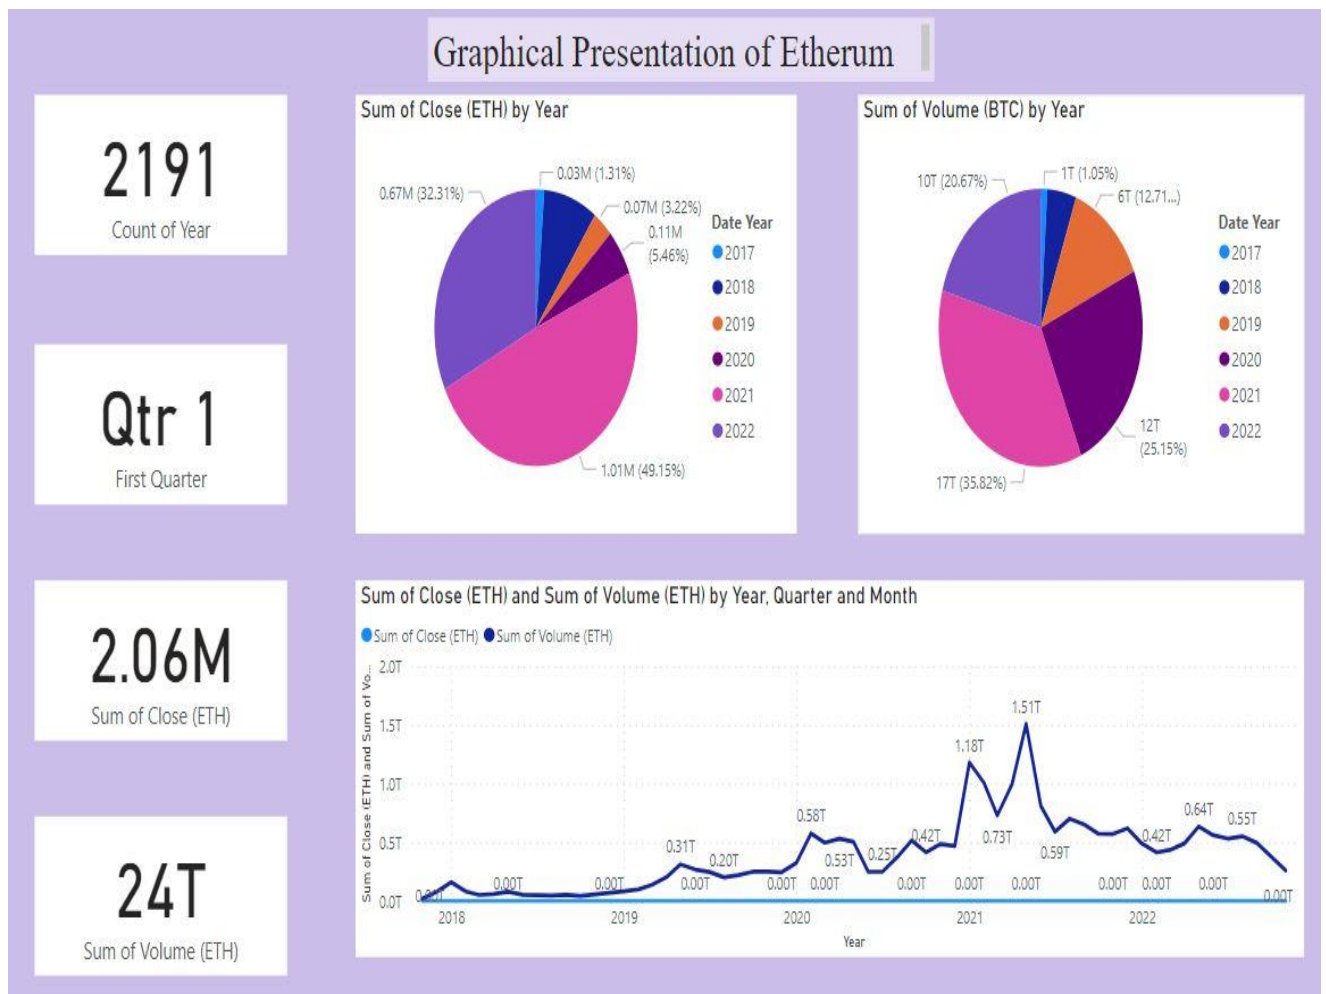 Graphical Presentation of Etherum
2191
Count of Year
Qtr 1
First Quarter
2.06M
Sum of Close (ETH)
24T
Sum of Volume (ETH)
Sum of Close (ETH) by Year
0.67M (32.31%)
0.03M (1.31%)
0.07M (3.22%)
0.11M
(5.46%)
1.01M (49.15%)
Date Year
2017
2018
2019
2020
2021
2022
Sum of Volume (BTC) by Year
10T (20.67%)
1T (1.05%)
6T (12.71...)
12T
(25.15%)
17T (35.82%)
Date Year
2017
2018
2019
2020
2021
2022
Sum of Close (ETH) and Sum of Volume (ETH) by Year, Quarter and Month
Sum of Close (ETH) Sum of Volume (ETH)
Sum of Close (ETH) and Sum of Vo...
2.0T
1.5T
1.0T
0.5T
0.0T
1.51T
1.18T
0.58T
0.64T
0.31T
0.42T
0.73T
0.42T
0.55T
0.20T
0.53T
0.25T
0.59T
0.00T
0.00T
0.00T
0.00T
0.00T
0.00T
0.00T
0.00T
0.00T
0.00T
0.00T
0.00T
2018
2019
2020
2021
2022
Year